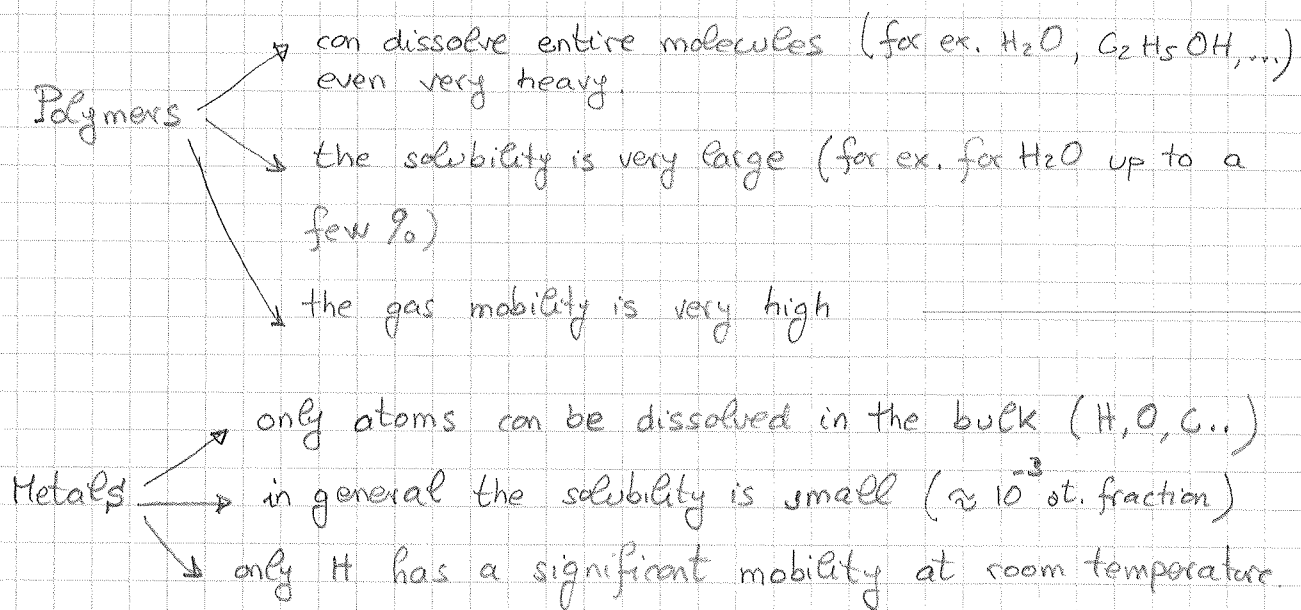 can dissolve entire molecules (for ex. H₂O, C₂H₅OH,...)
even very heavy.
Polymers
the solubility is very large (for ex. for H₂O up to a
few %)
the gas mobility is very high
only atoms can be dissolved in the bulk (H, O, C..)
Metals
in general the solubility is small (≈ 10⁻³ at. fraction)
only H has a significant mobility at room temperature.